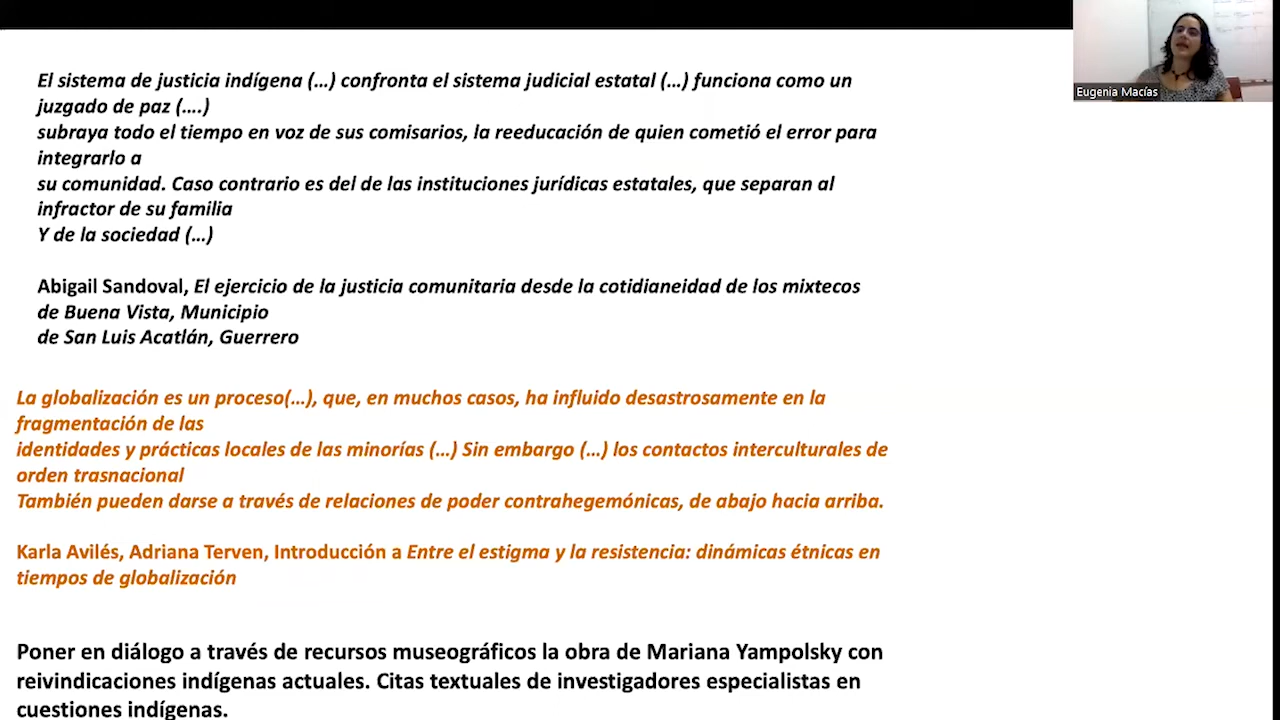 El sistema de justicia indígena (…) confronta el sistema judicial estatal (…) funciona como un
juzgado de paz (….)
subraya todo el tiempo en voz de sus comisarios, la reeducación de quien cometió el error para
integrarlo a
su comunidad. Caso contrario es del de las instituciones jurídicas estatales, que separan al
infractor de su familia
Y de la sociedad (…)
Abigail Sandoval, El ejercicio de la justicia comunitaria desde la cotidianeidad de los mixtecos
de Buena Vista, Municipio
de San Luis Acatlán, Guerrero
La globalización es un proceso(…), que, en muchos casos, ha influido desastrosamente en la
fragmentación de las
identidades y prácticas locales de las minorías (…) Sin embargo (…) los contactos interculturales de
orden trasnacional
También pueden darse a través de relaciones de poder contrahegemónicas, de abajo hacia arriba.
Karla Avilés, Adriana Terven, Introducción a Entre el estigma y la resistencia: dinámicas étnicas en
tiempos de globalización
Poner en diálogo a través de recursos museográficos la obra de Mariana Yampolsky con
reivindicaciones indígenas actuales. Citas textuales de investigadores especialistas en
cuestiones indígenas.
Eugenia Macías